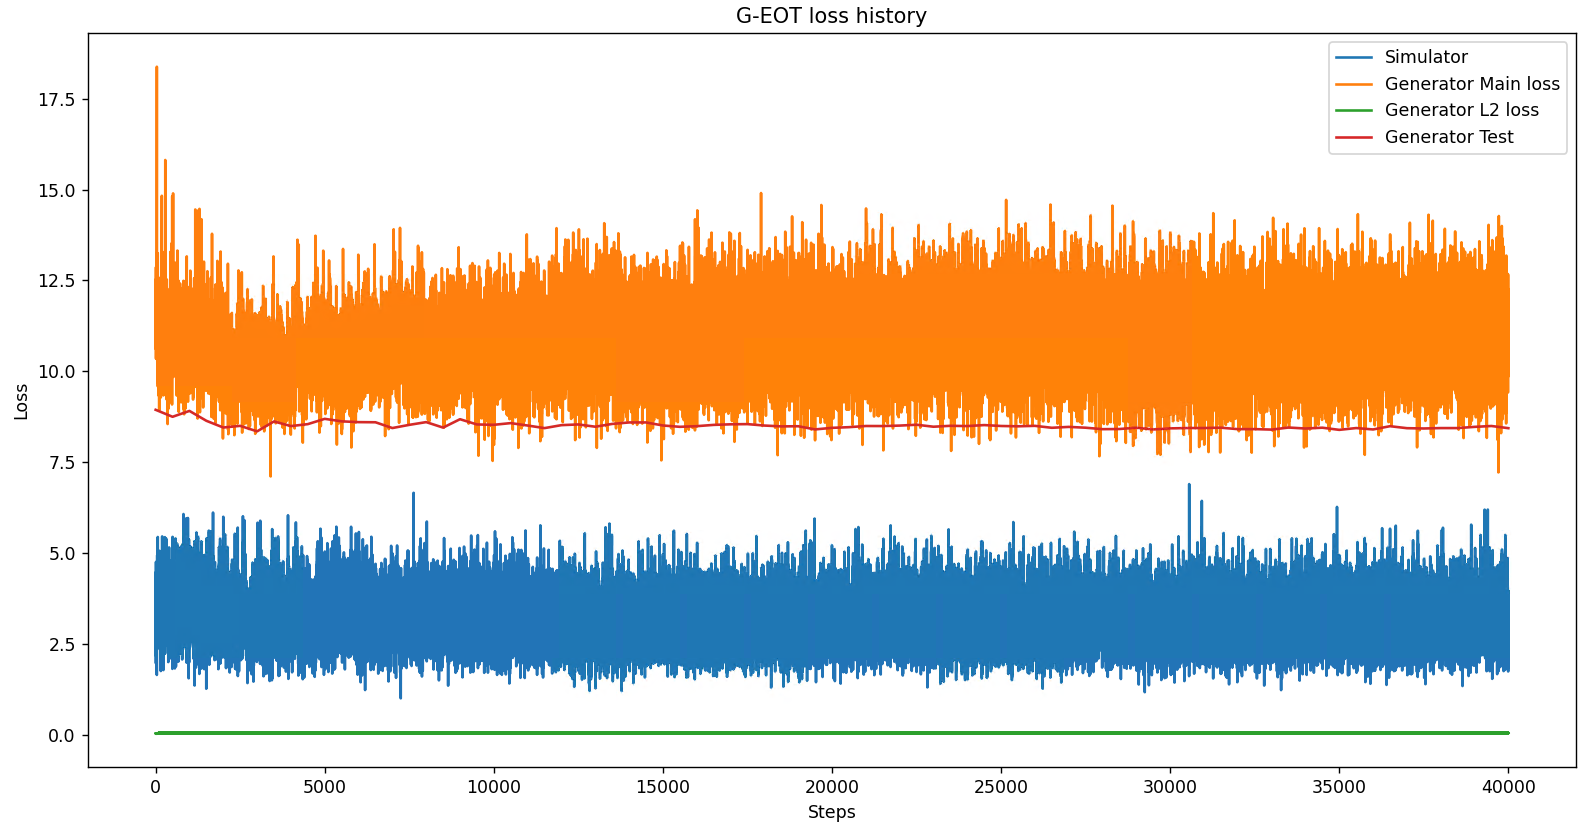 G-EOT loss history
Simulator
Generator Main loss
Generator L2 loss
Generator Test
Loss
17.5
15.0
12.5
10.0
7.5
5.0
2.5
0.0
0 5000 10000 15000 20000 25000 30000 35000 40000
Steps